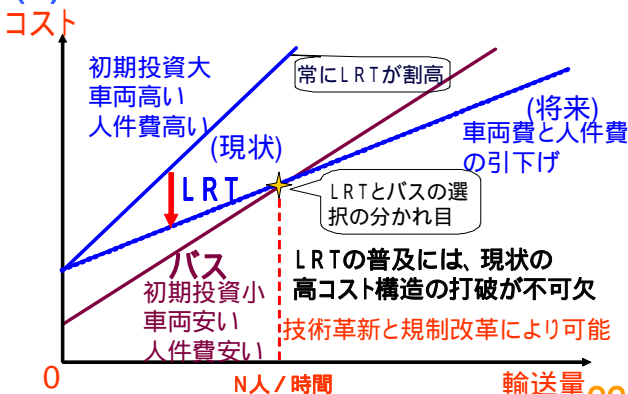 コスト
初期投資大
車両高い
人件費高い
(現状)
常にLRTが割高
(将来)
車両費と人件費
の引下げ
LRT
LRTとバスの選
択の分かれ目
バス
初期投資小
車両安い
人件費安い
LRTの普及には、現状の
高コスト構造の打破が不可欠
技術革新と規制改革により可能
0
N人/時間
輸送量